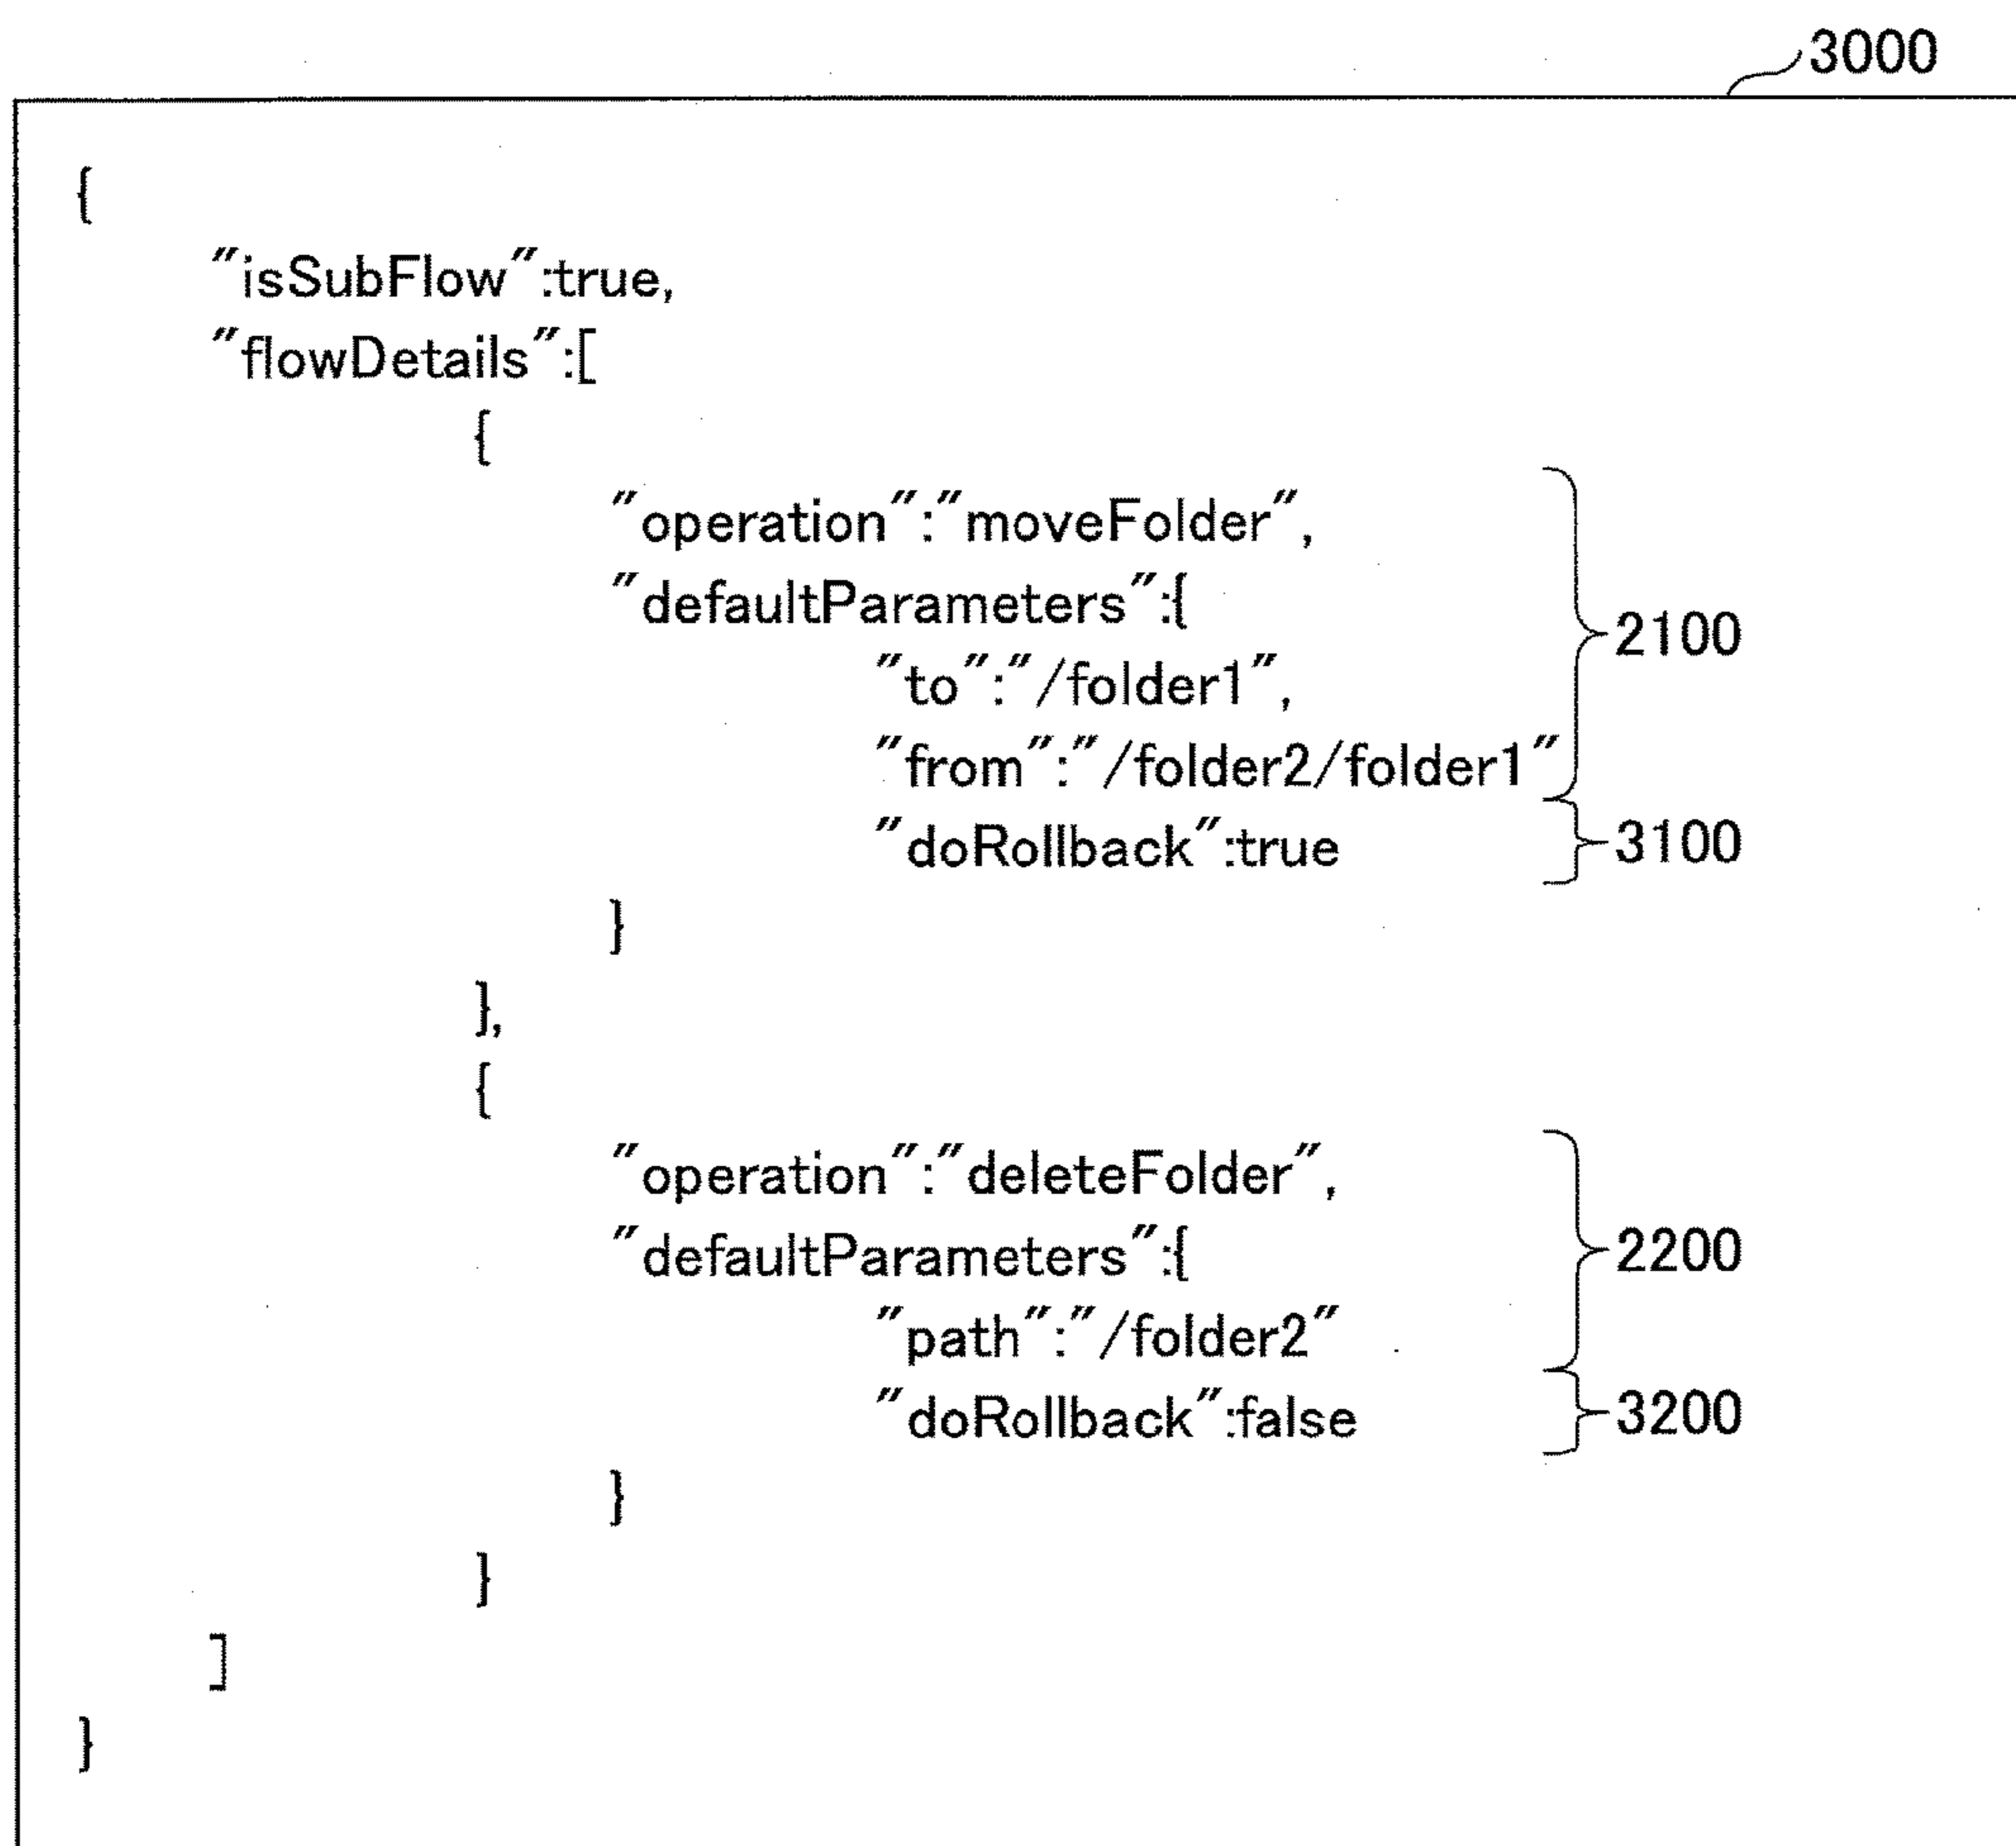 3000
{
"isSubFlow":true,
"flowDetails":[
{
"operation":"moveFolder",
"defaultParameters":{
"to":"/folder1",
"from":"/folder2/folder1"
2100
"doRollback":true
3100
}
},
{
"operation":"deleteFolder",
"defaultParameters":{
"path":"/folder2"
2200
"doRollback":false
3200
}
}
]
}